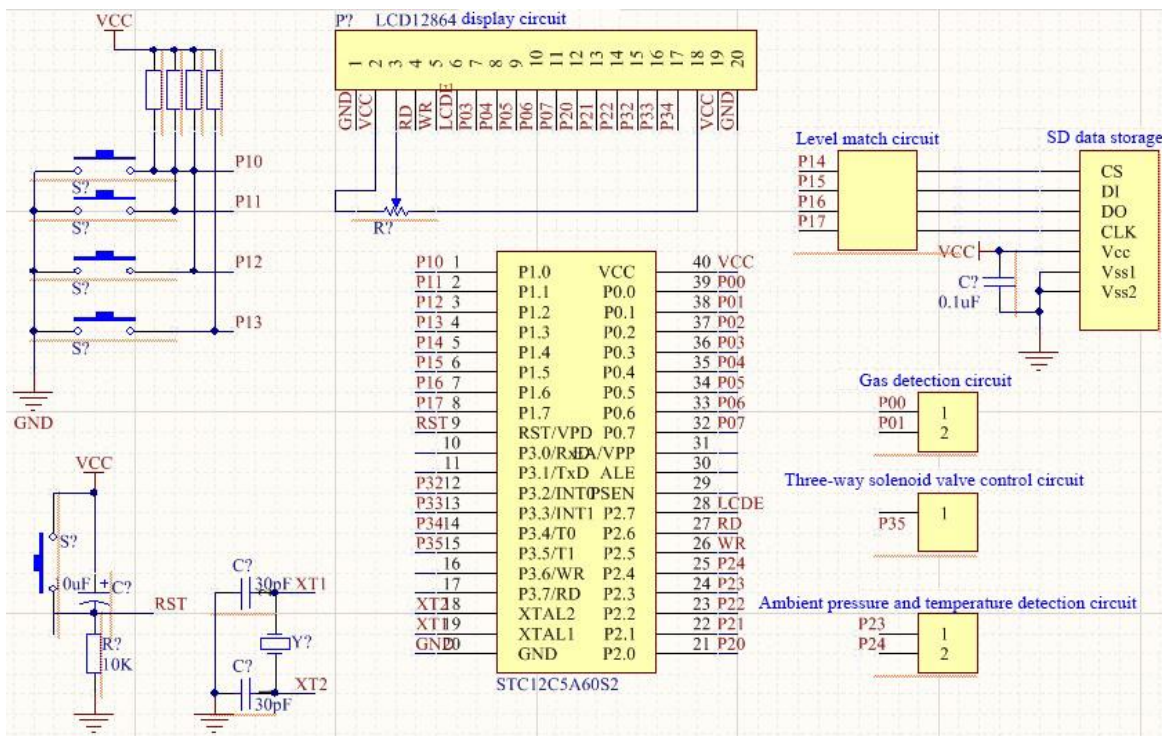 VCC
P10
S?
P11
S?
P12
S?
P13
S?
GND
P? LCD12864 display circuit
1 2 3 4 5 6 7 8 9 10 11 12 13 14 15 16 17 18 19 20
GND VCC RD WR LCDE P03 P04 P05 P06 P07 P20 P21 P22 P32 P33 P34 VCC GND
R?
Level match circuit
P14
P15
P16
P17
SD data storage
CS
DI
DO
CLK
Vcc
Vss1
Vss2
VCC
C?
0.1uF
P10 1 P1.0 VCC 40 VCC
P11 2 P1.1 P0.0 39 P00
P12 3 P1.2 P0.1 38 P01
P13 4 P1.3 P0.2 37 P02
P14 5 P1.4 P0.3 36 P03
P15 6 P1.5 P0.4 35 P04
P16 7 P1.6 P0.5 34 P05
P17 8 P1.7 P0.6 33 P06
RST 9 RST/VPD P0.7 32 P07
10 P3.0/RxD EA/VPP 31
11 P3.1/TxD ALE 30
P32 12 P3.2/INT0 PSEN 29
P33 13 P3.3/INT1 P2.7 28 LCDE
P34 14 P3.4/T0 P2.6 27 RD
P35 15 P3.5/T1 P2.5 26 WR
16 P3.6/WR P2.4 25 P24
17 P3.7/RD P2.3 24 P23
XT2 18 XTAL2 P2.2 23 P22
XT1 19 XTAL1 P2.1 22 P21
GND 20 GND P2.0 21 P20
STC12C5A60S2
Gas detection circuit
P00 1
P01 2
Three-way solenoid valve control circuit
P35 1
Ambient pressure and temperature detection circuit
P23 1
P24 2
VCC
S?
0uF + C?
RST
R?
10K
C?
30pF XT1
Y?
C?
30pF XT2